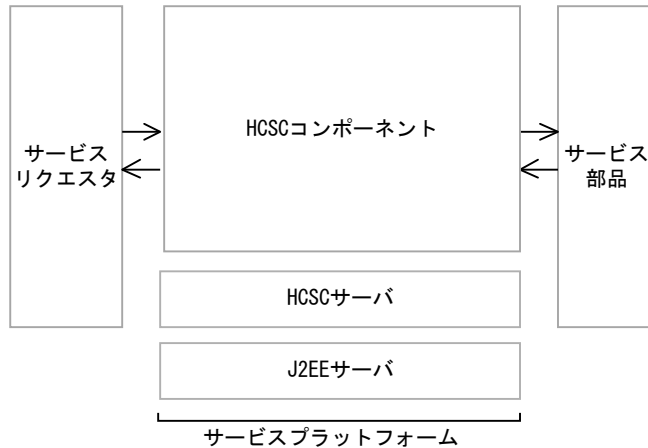 HCSCコンポーネント
サービス
リクエスタ
サービス
部品
HCSCサーバ
J2EEサーバ
サービスプラットフォーム